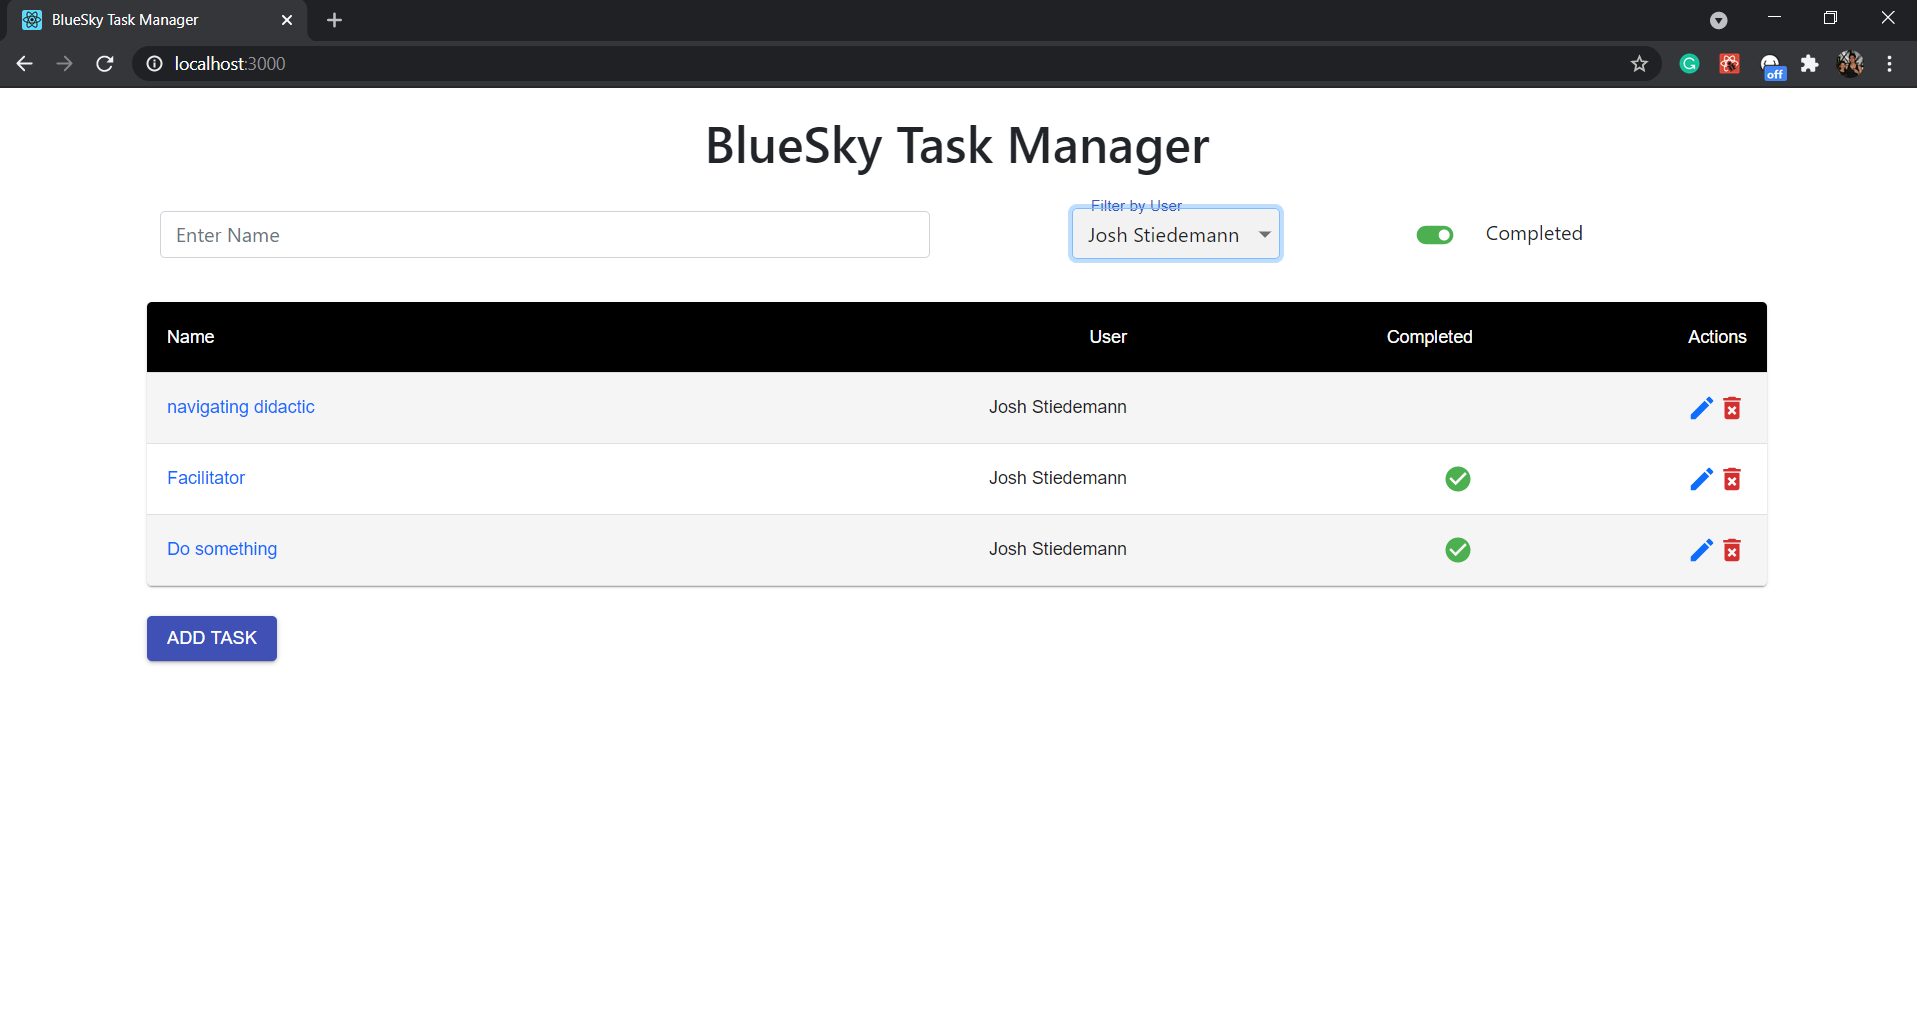 BlueSky Task Manager
localhost:3000
off
BlueSky Task Manager
Filter by User
Enter Name
Josh Stiedemann
Completed
Name User Completed Actions
navigating didactic Josh Stiedemann
Facilitator Josh Stiedemann
Do something Josh Stiedemann
ADD TASK